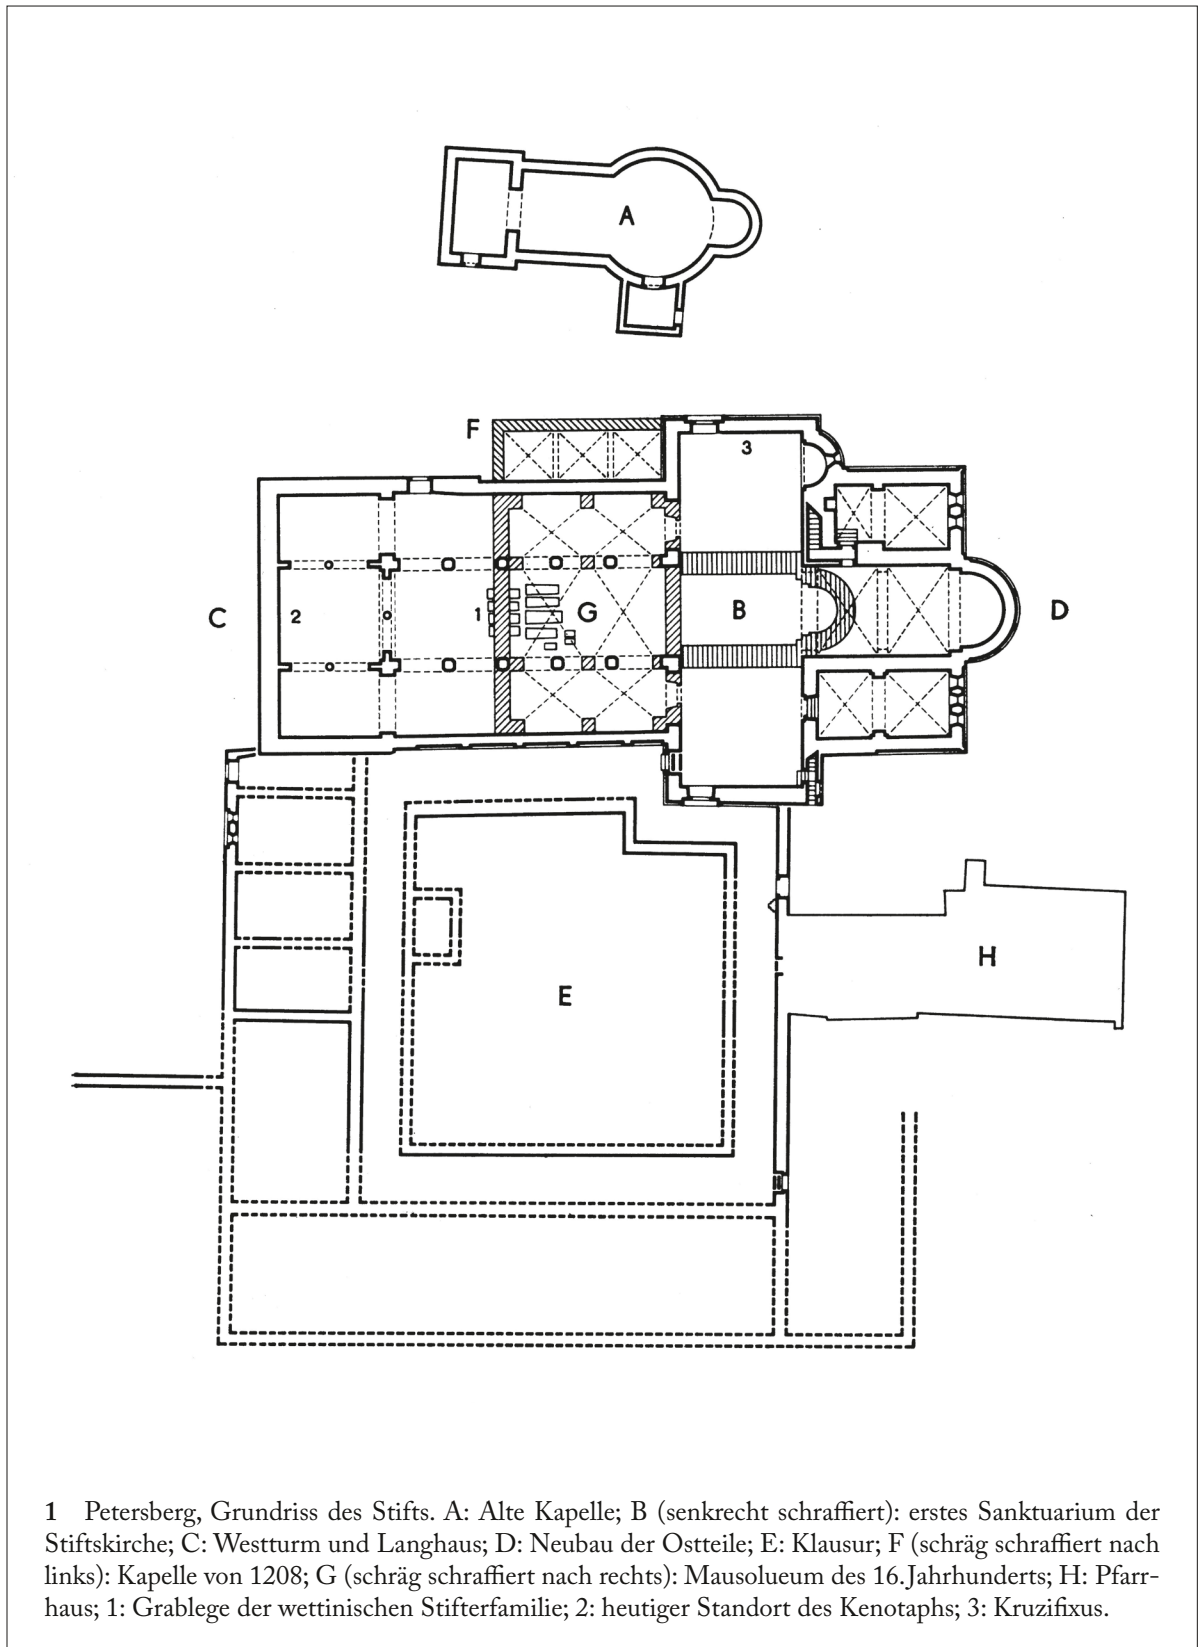 A
F
3
C
2
1
G
B
D
E
H
1 Petersberg, Grundriss des Stifts. A: Alte Kapelle; B (senkrecht schraffiert): erstes Sanktuarium der
Stiftskirche; C: Westturm und Langhaus; D: Neubau der Ostteile; E: Klausur; F (schräg schraffiert nach
links): Kapelle von 1208; G (schräg schraffiert nach rechts): Mausolueum des 16.Jahrhunderts; H: Pfarr-
haus; 1: Grablege der wettinischen Stifterfamilie; 2: heutiger Standort des Kenotaphs; 3: Kruzifixus.